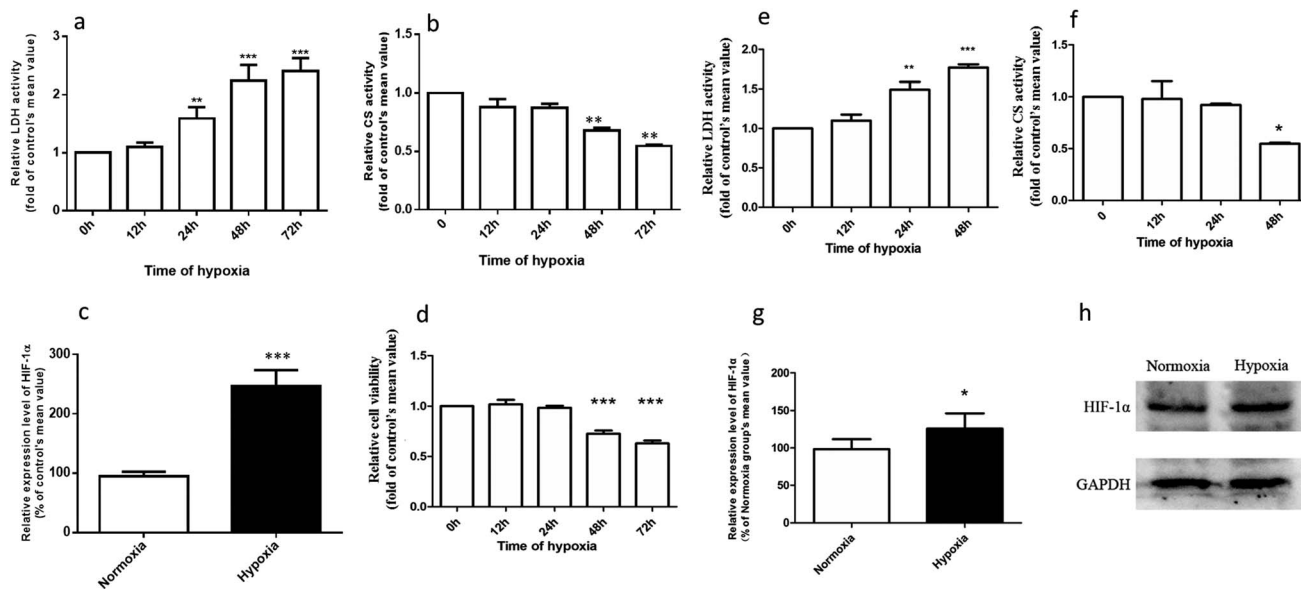 a
Relative LDH activity
(fold of control's mean value)
3
2
1
0
**
***
***
0h
12h
24h
48h
72h
Time of hypoxia
b
Relative CS activity
(fold of control's mean value)
1.5
1.0
0.5
0.0
**
**
0
12h
24h
48h
72h
Time of hypoxia
e
Relative LDH activity
(fold of control's mean value)
2.0
1.5
1.0
0.5
0.0
**
***
0h
12h
24h
48h
Time of hypoxia
f
Relative CS activity
(fold of control's mean value)
1.5
1.0
0.5
0.0
*
0
12h
24h
48h
Time of hypoxia
c
Relative expression level of HIF-1α
(% of control's mean value)
300
200
100
0
***
Normoxia
Hypoxia
d
Relative cell viability
(fold of control's mean value)
1.5
1.0
0.5
0.0
***
***
0h
12h
24h
48h
72h
Time of hypoxia
g
Relative expression level of HIF-1α
(% of Normoxia group's mean value)
200
150
100
50
0
*
Normoxia
Hypoxia
h
Normoxia Hypoxia
HIF-1α
GAPDH